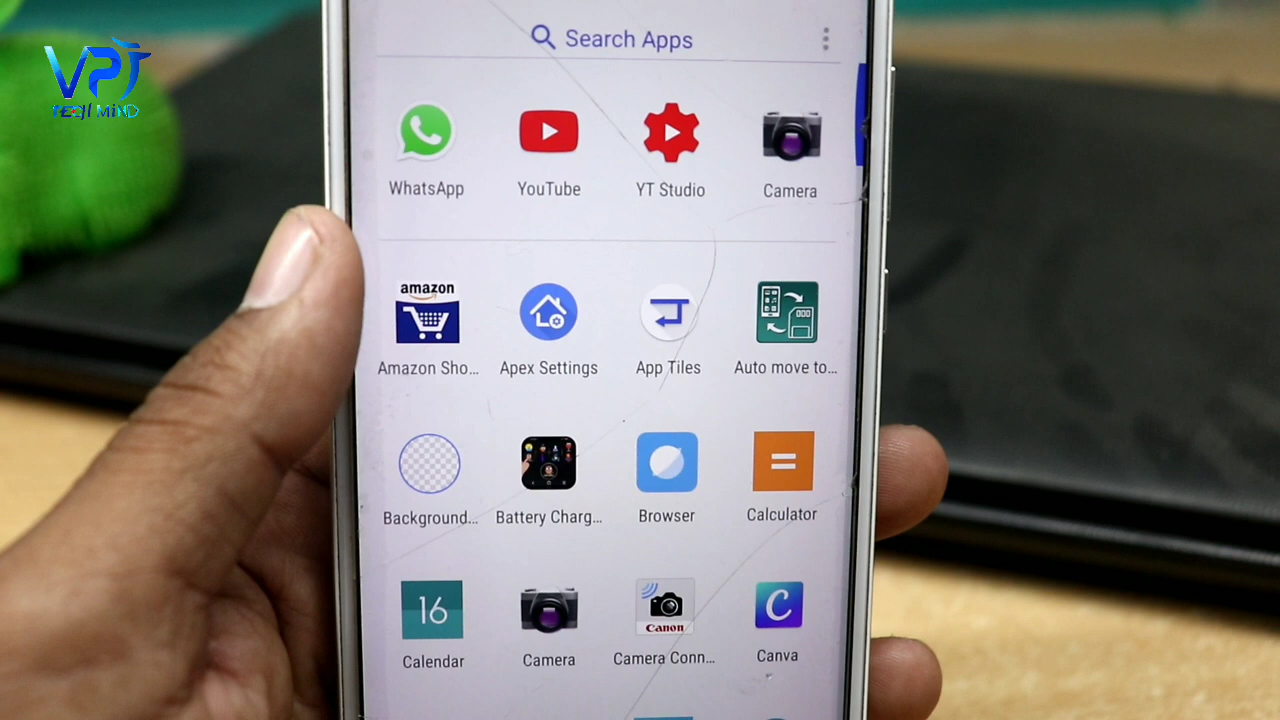 VPT
TECH MIND
Search Apps
WhatsApp
YouTube
YT Studio
Camera
amazon
Amazon Sho...
Apex Settings
App Tiles
Auto move to...
Background...
Battery Charg...
Browser
Calculator
16
Canon
C
Calendar
Camera
Camera Conn...
Canva